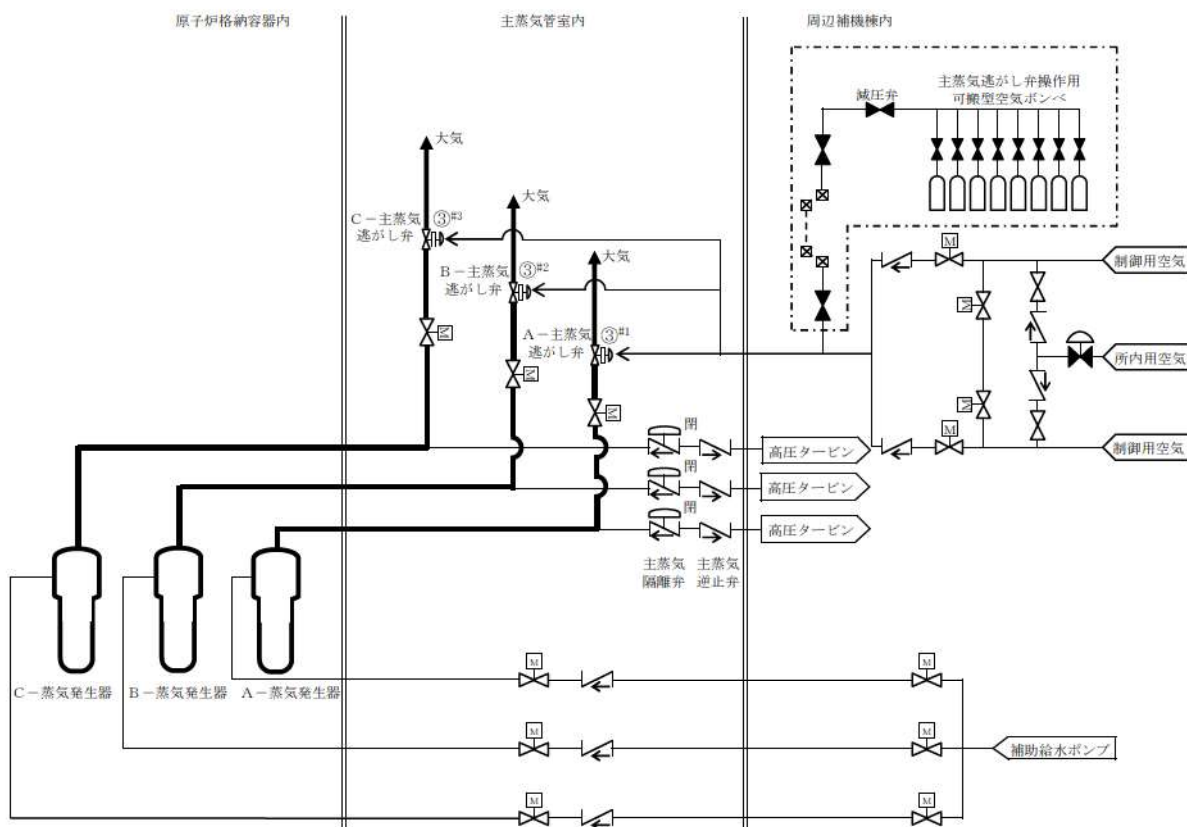 原子炉格納容器内
主蒸気管室内
周辺補機棟内
主蒸気逃がし弁操作用
可搬型空気ボンベ
減圧弁
大気
大気
大気
C-主蒸気
逃がし弁
③#3
B-主蒸気
逃がし弁
③#2
A-主蒸気
逃がし弁
③#1
M
M
M
M
M
M
M
制御用空気
所内用空気
制御用空気
閉
高圧タービン
閉
高圧タービン
閉
高圧タービン
主蒸気
隔離弁
主蒸気
逆止弁
C-蒸気発生器
B-蒸気発生器
A-蒸気発生器
M
M
M
M
M
M
補助給水ポンプ